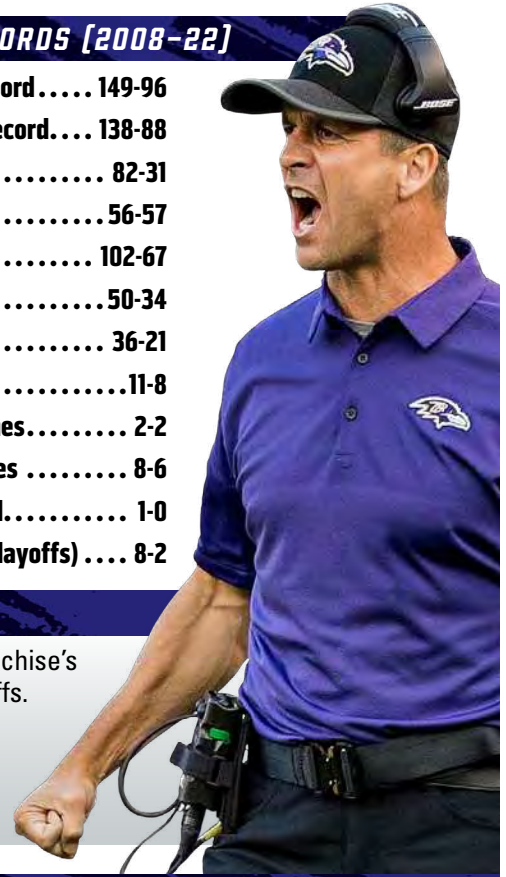 ORDS (2008–22)
ord..... 149-96
ecord.... 138-88
.......... 82-31
.......... 56-57
......... 102-67
.......... 50-34
.......... 36-21
............11-8
nes......... 2-2
es ......... 8-6
l........... 1-0
layoffs) .... 8-2
BOSE
chise's
ffs.